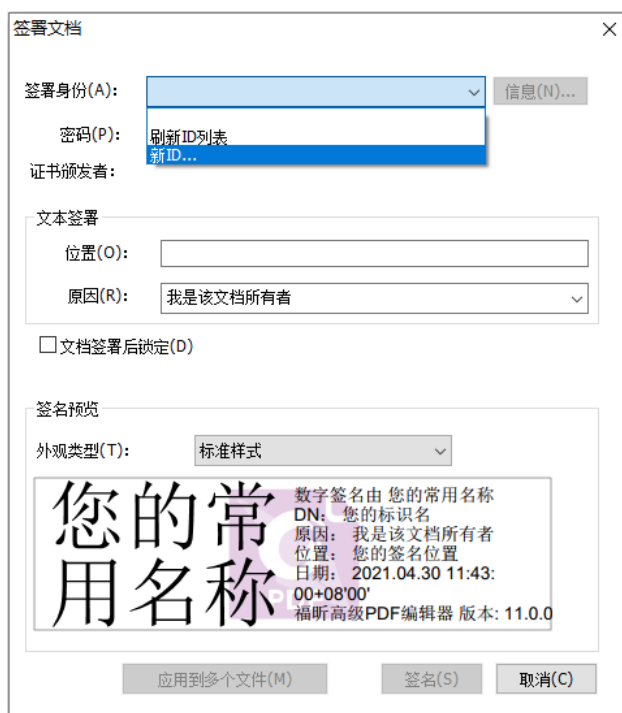 签署文档
签署身份(A):
信息(N)...
刷新ID列表
新ID...
密码(P):
证书颁发者:
文本签署
位置(O):
原因(R): 我是该文档所有者
文档签署后锁定(D)
签名预览
外观类型(T): 标准样式
您的常
用名称
数字签名由 您的常用名称
DN: 您的标识名
原因: 我是该文档所有者
位置: 您的签名位置
日期: 2021.04.30 11:43:
00+08'00'
福昕高级PDF编辑器 版本: 11.0.0
PD
应用到多个文件(M)
签名(S)
取消(C)